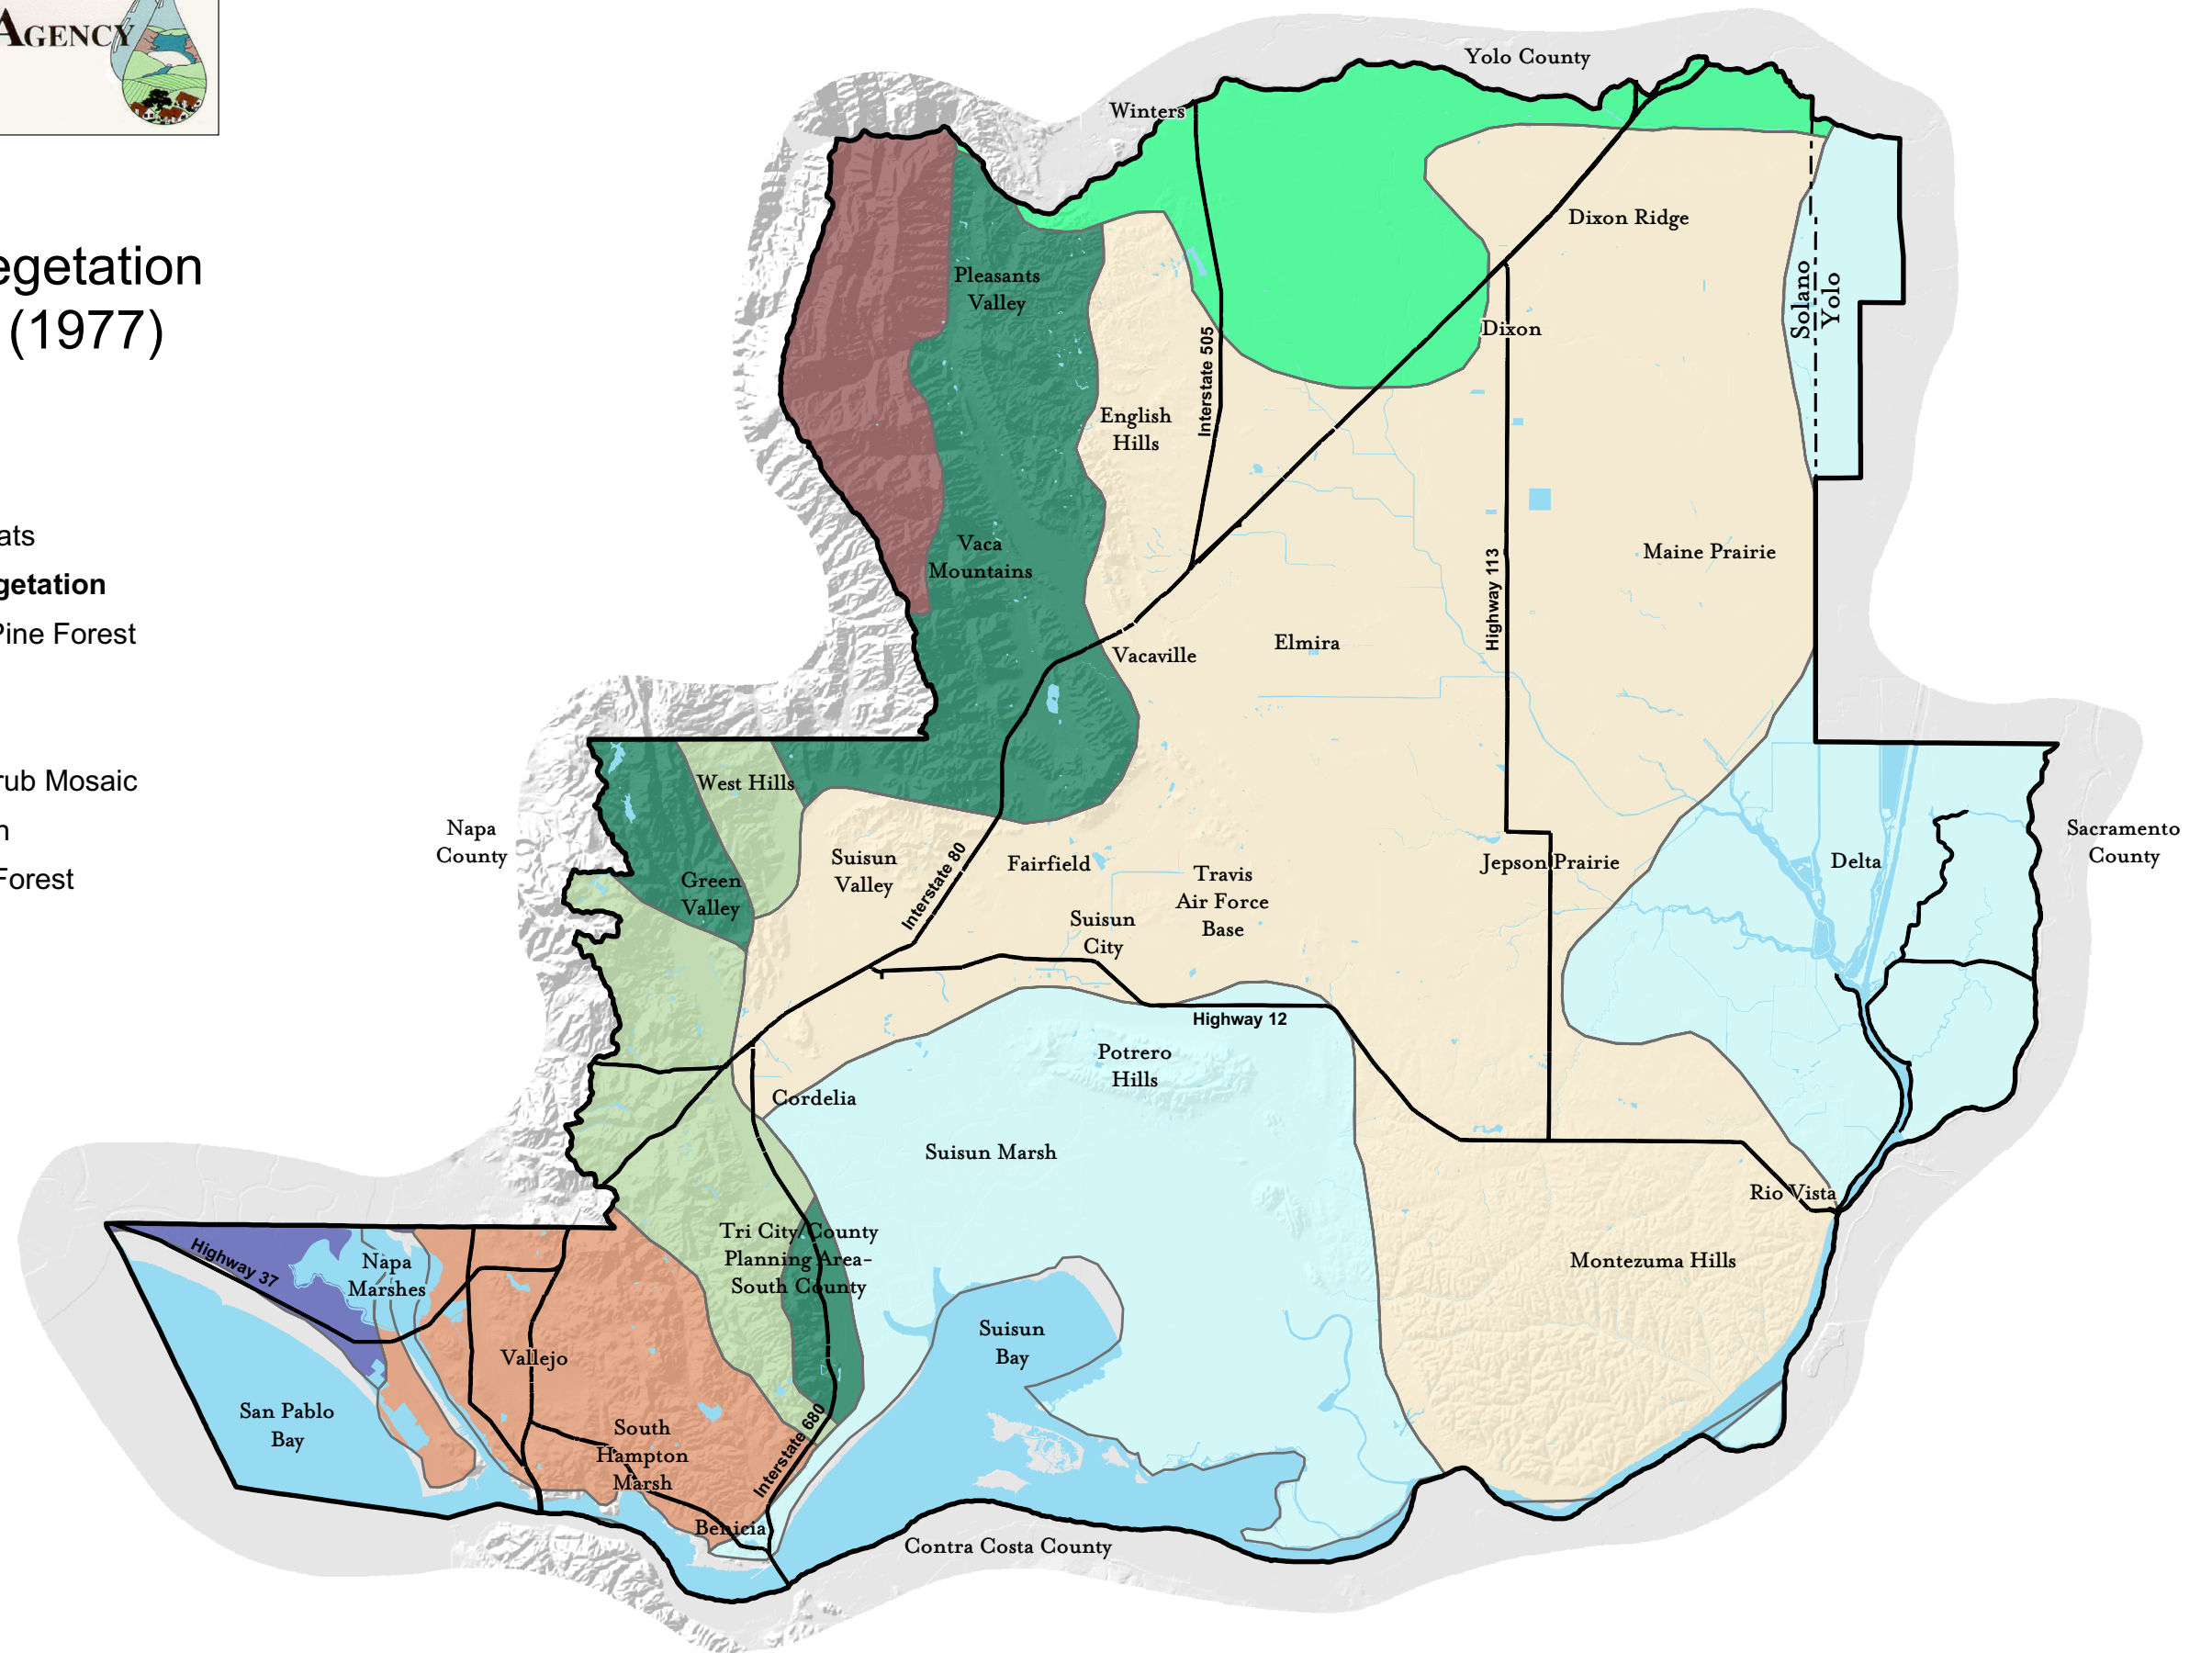 AGENCY
egetation
(1977)
ats
getation
Pine Forest
rub Mosaic
n
Forest
Yolo County
Winters
Dixon Ridge
Pleasants
Valley
Solano
Yolo
Dixon
Interstate 505
English
Hills
Vaca
Mountains
Maine Prairie
Highway 113
Elmira
Vacaville
West Hills
Napa
County
Suisun
Valley
Interstate 80
Fairfield
Travis
Air Force
Base
Jepson Prairie
Delta
Sacramento
County
Green
Valley
Suisun
City
Highway 12
Potrero
Hills
Cordelia
Suisun Marsh
Rio Vista
Tri City/County
Planning Area-
South County
Montezuma Hills
Highway 37
Napa
Marshes
Suisun
Bay
Vallejo
San Pablo
Bay
South
Hampton
Marsh
Interstate 680
Benicia
Contra Costa County